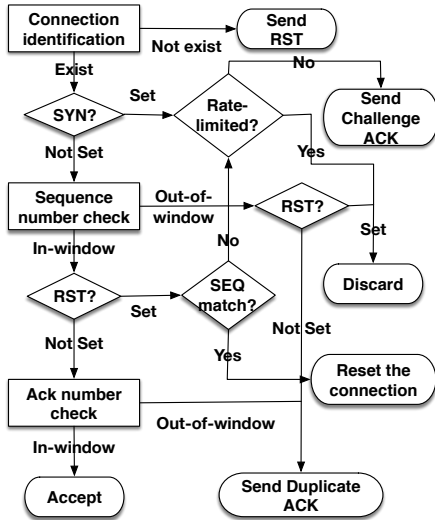 Connection
identification
Send
RST
Not exist
Exist
No
SYN?
Set
Rate-
limited?
Send
Challenge
ACK
Not Set
Yes
Sequence
number check
Out-of-
window
RST?
In-window
No
Set
Discard
RST?
Set
SEQ
match?
Not Set
Not Set
Yes
Reset the
connection
Ack number
check
In-window
Out-of-window
Accept
Send Duplicate
ACK